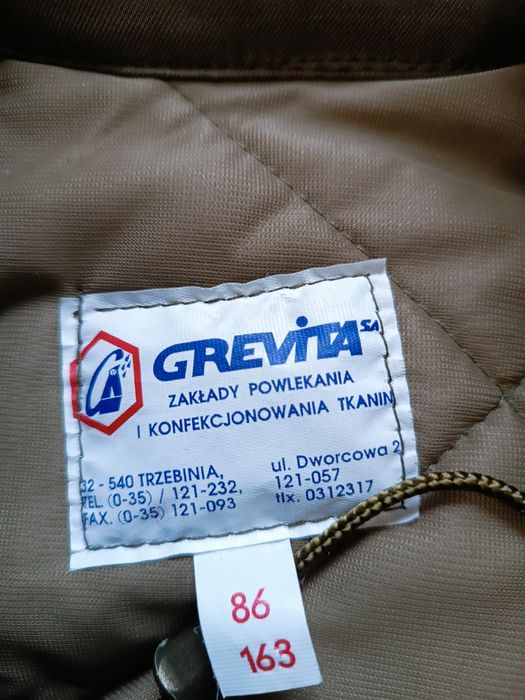 GREVITA SA
ZAKŁADY POWLEKANIA
I KONFEKCJONOWANIA TKANIN
32 - 540 TRZEBINIA, ul. Dworcowa 2
TEL. (0-35) / 121-232, 121-057
FAX. (0-35) 121-093 tlx. 0312317
86
163